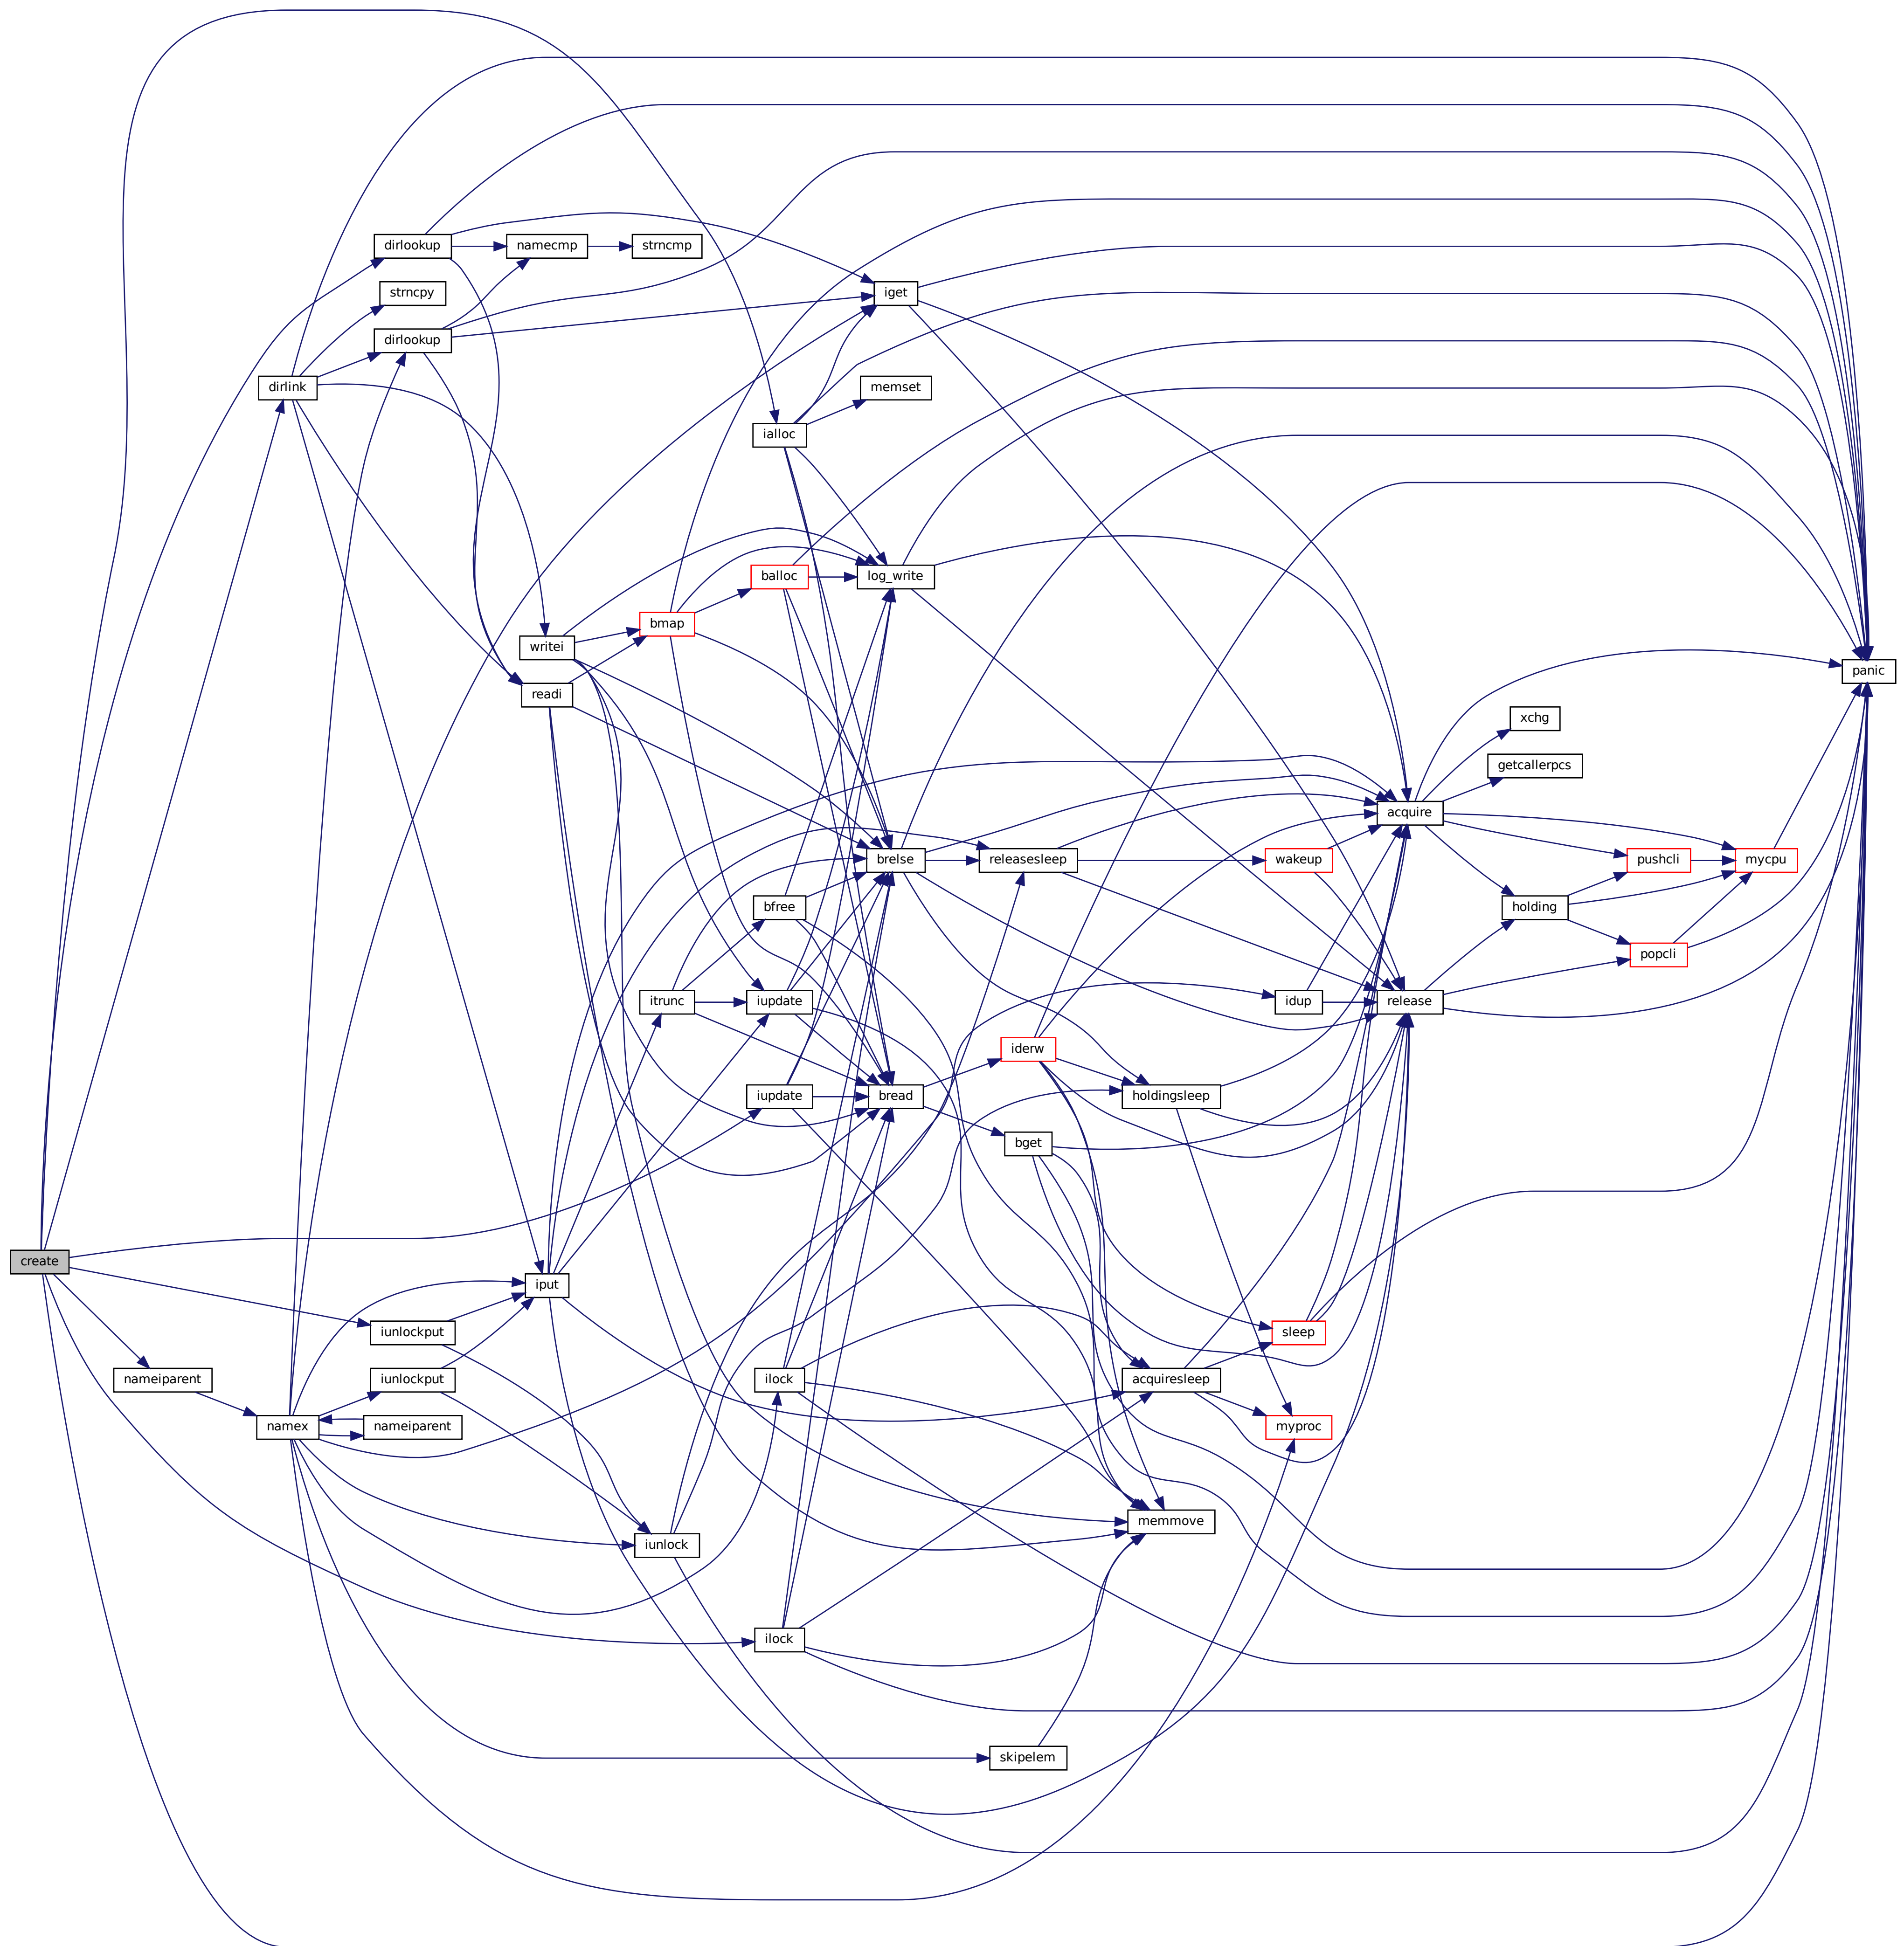 dirlookup
namecmp
strncmp
strncpy
iget
dirlookup
dirlink
memset
ialloc
balloc
log_write
bmap
writei
panic
readi
xchg
getcallerpcs
acquire
brelse
releasesleep
wakeup
pushcli
mycpu
bfree
holding
popcli
itrunc
iupdate
idup
release
iderw
iupdate
bread
holdingsleep
bget
create
iput
iunlockput
sleep
nameiparent
iunlockput
ilock
acquiresleep
namex
nameiparent
myproc
memmove
iunlock
ilock
skipelem